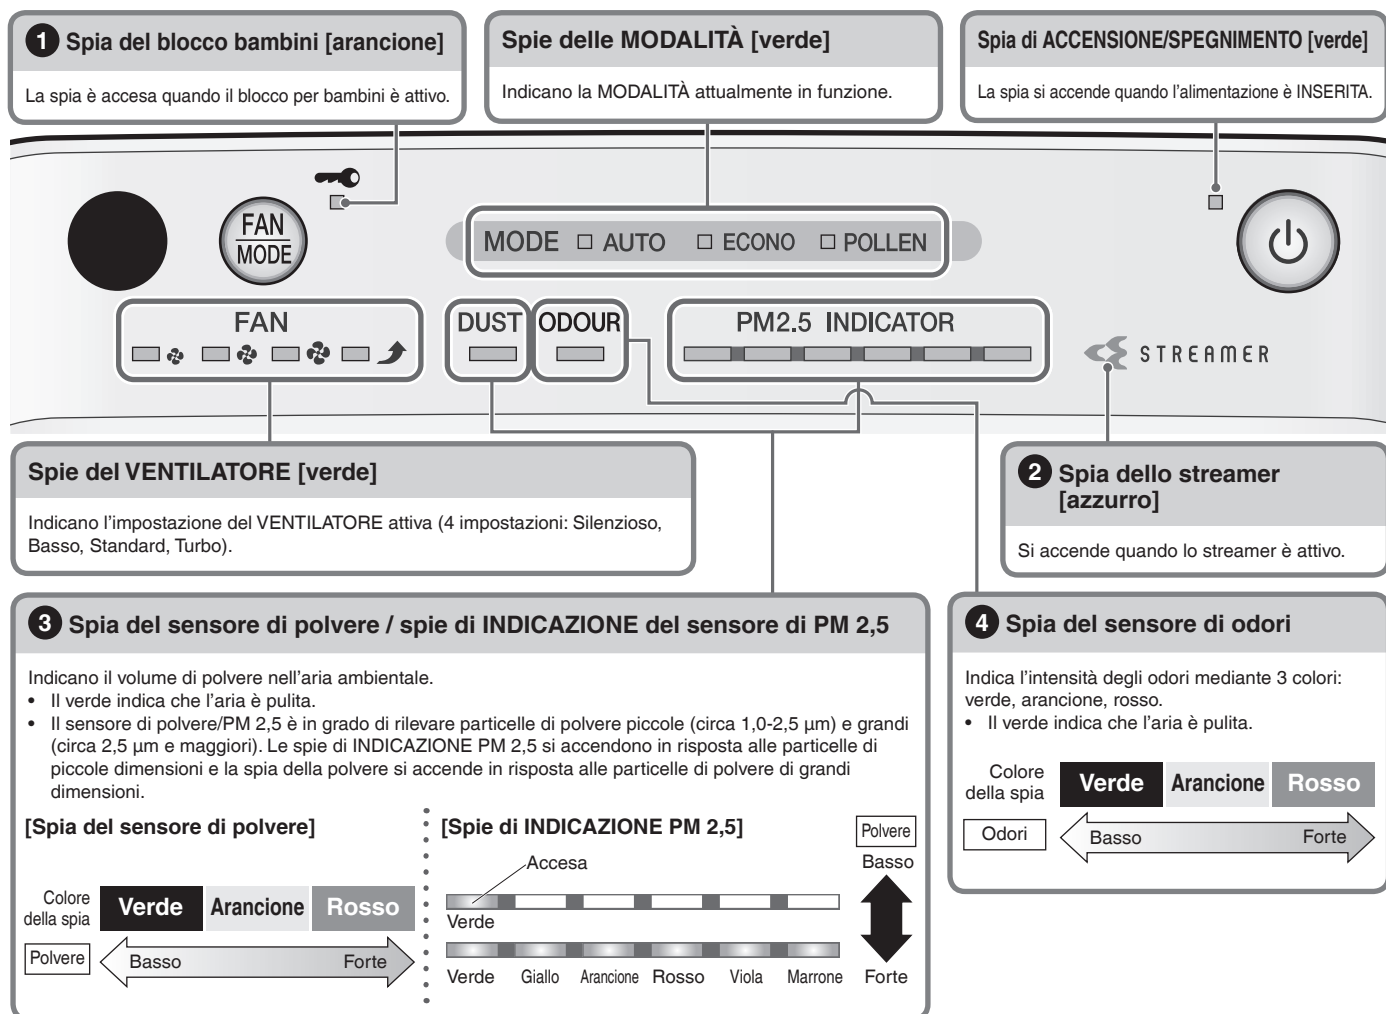 1 Spia del blocco bambini [arancione]
La spia è accesa quando il blocco per bambini è attivo.
Spie delle MODALITÀ [verde]
Indicano la MODALITÀ attualmente in funzione.
Spia di ACCENSIONE/SPEGNIMENTO [verde]
La spia si accende quando l'alimentazione è INSERITA.
FAN
MODE
MODE AUTO ECONO POLLEN
FAN
DUST
ODOUR
PM2.5 INDICATOR
STREAMER
Spie del VENTILATORE [verde]
Indicano l'impostazione del VENTILATORE attiva (4 impostazioni: Silenzioso,
Basso, Standard, Turbo).
2 Spia dello streamer
[azzurro]
Si accende quando lo streamer è attivo.
3 Spia del sensore di polvere / spie di INDICAZIONE del sensore di PM 2,5
Indicano il volume di polvere nell'aria ambientale.
• Il verde indica che l'aria è pulita.
• Il sensore di polvere/PM 2,5 è in grado di rilevare particelle di polvere piccole (circa 1,0-2,5 μm) e grandi
(circa 2,5 μm e maggiori). Le spie di INDICAZIONE PM 2,5 si accendono in risposta alle particelle di
piccole dimensioni e la spia della polvere si accende in risposta alle particelle di polvere di grandi
dimensioni.
[Spia del sensore di polvere]
Colore
della spia
Verde Arancione Rosso
Polvere
Basso Forte
[Spie di INDICAZIONE PM 2,5]
Accesa
Verde
Verde Giallo Arancione Rosso Viola Marrone
Polvere
Basso
Forte
4 Spia del sensore di odori
Indica l'intensità degli odori mediante 3 colori:
verde, arancione, rosso.
• Il verde indica che l'aria è pulita.
Colore
della spia
Verde Arancione Rosso
Odori
Basso Forte